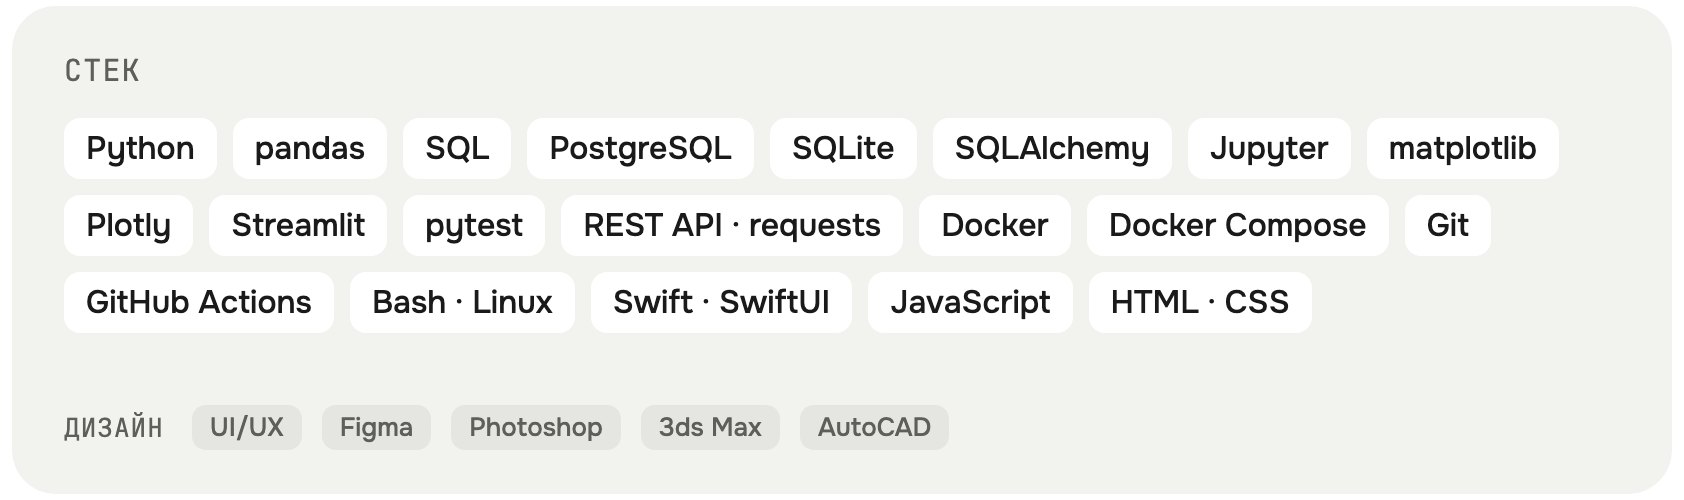 СТЕК
Python pandas SQL PostgreSQL SQLite SQLAlchemy Jupyter matplotlib
Plotly Streamlit pytest REST API · requests Docker Docker Compose Git
GitHub Actions Bash · Linux Swift · SwiftUI JavaScript HTML · CSS
ДИЗАЙН UI/UX Figma Photoshop 3ds Max AutoCAD